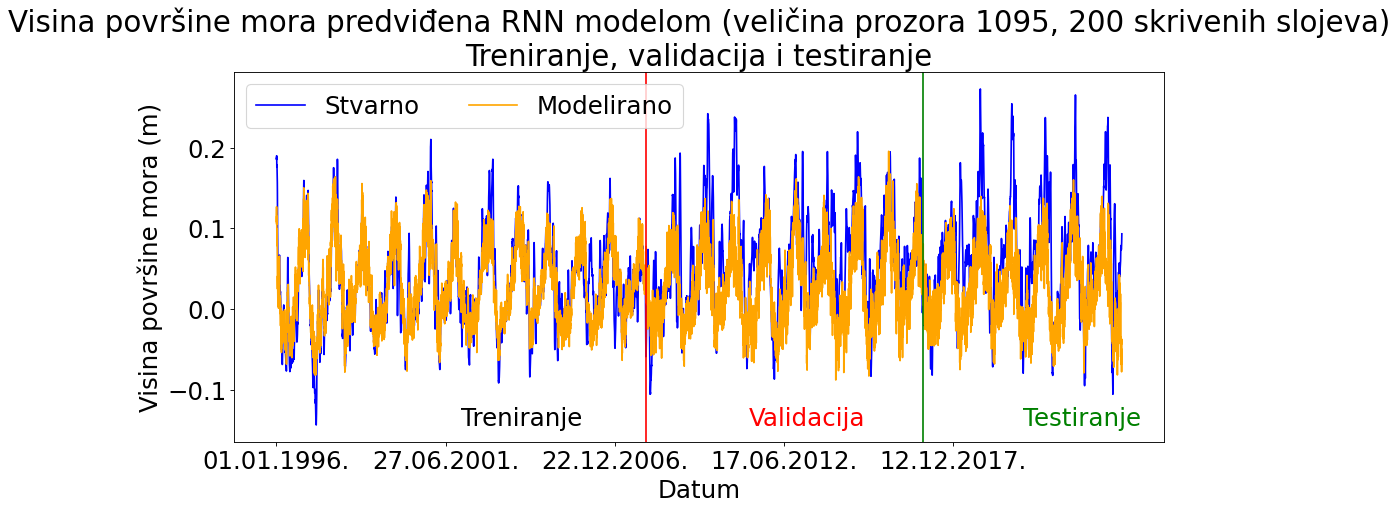 Visina površine mora predviđena RNN modelom (veličina prozora 1095, 200 skrivenih slojeva)
Treniranje, validacija i testiranje
Stvarno
Modelirano
Visina površine mora (m)
0.2
0.1
0.0
−0.1
Treniranje
Validacija
Testiranje
01.01.1996.
27.06.2001.
22.12.2006.
17.06.2012.
12.12.2017.
Datum